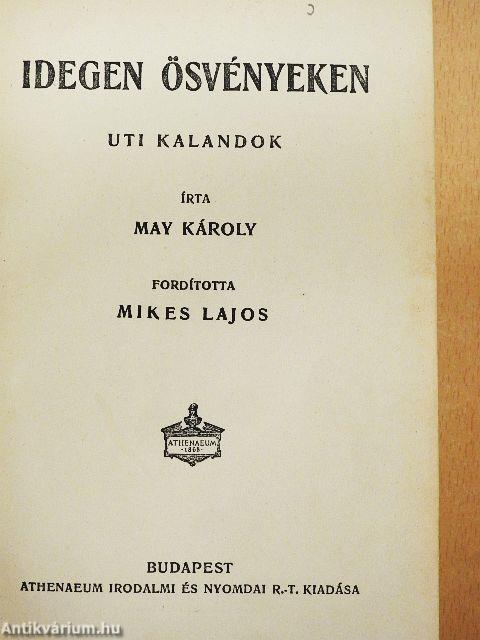 IDEGEN ÖSVÉNYEKEN
UTI KALANDOK
ÍRTA
MAY KÁROLY
FORDÍTOTTA
MIKES LAJOS
ATHENAEUM
·1868·
BUDAPEST
ATHENAEUM IRODALMI ÉS NYOMDAI R.-T. KIADÁSA
Antikvárium.hu